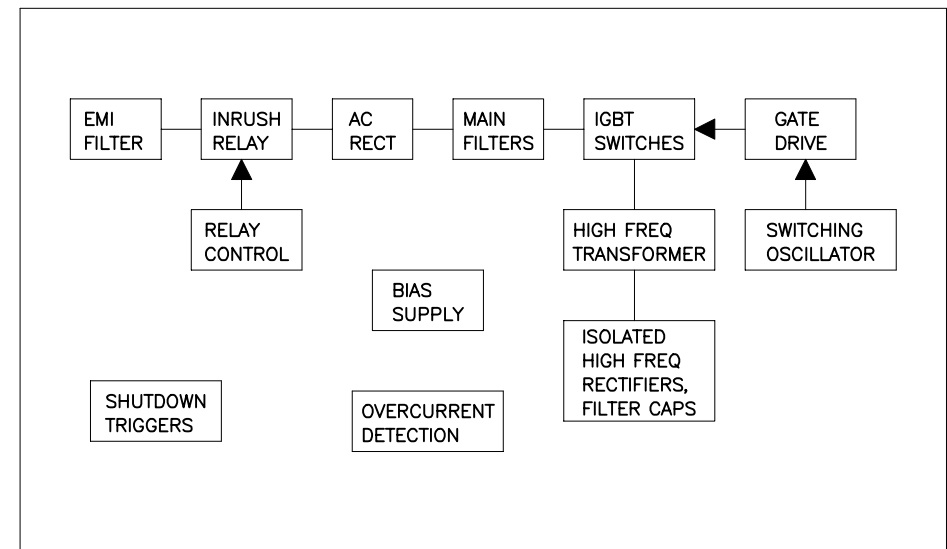 EMI
FILTER
INRUSH
RELAY
AC
RECT
MAIN
FILTERS
IGBT
SWITCHES
GATE
DRIVE
RELAY
CONTROL
HIGH FREQ
TRANSFORMER
SWITCHING
OSCILLATOR
BIAS
SUPPLY
ISOLATED
HIGH FREQ
RECTIFIERS,
FILTER CAPS
SHUTDOWN
TRIGGERS
OVERCURRENT
DETECTION